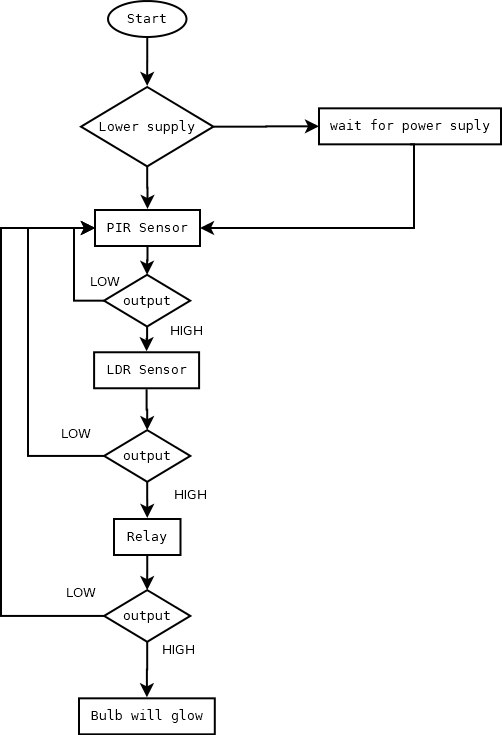 Start
Lower supply
wait for power suply
PIR Sensor
LOW
output
HIGH
LDR Sensor
LOW
output
HIGH
Relay
LOW
output
HIGH
Bulb will glow